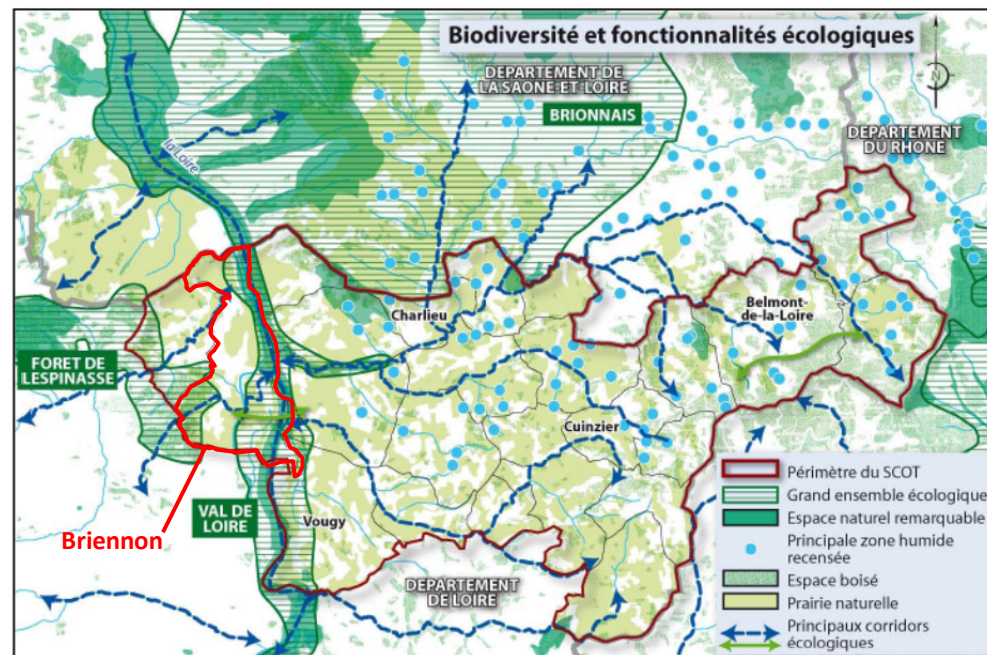 Biodiversité et fonctionnalités écologiques
N
DEPARTEMENT DE
LA SAONE-ET-LOIRE
BRIONNAIS
DEPARTEMENT
DU RHONE
la Loire
Charlieu
Belmont-
de-la-Loire
FORET DE
LESPINASSE
Cuinzier
Briennon
VAL DE
LOIRE
Vougy
DEPARTEMENT
DE LOIRE
Périmètre du SCOT
Grand ensemble écologique
Espace naturel remarquable
Principale zone humide
recensée
Espace boisé
Prairie naturelle
Principaux corridors
écologiques